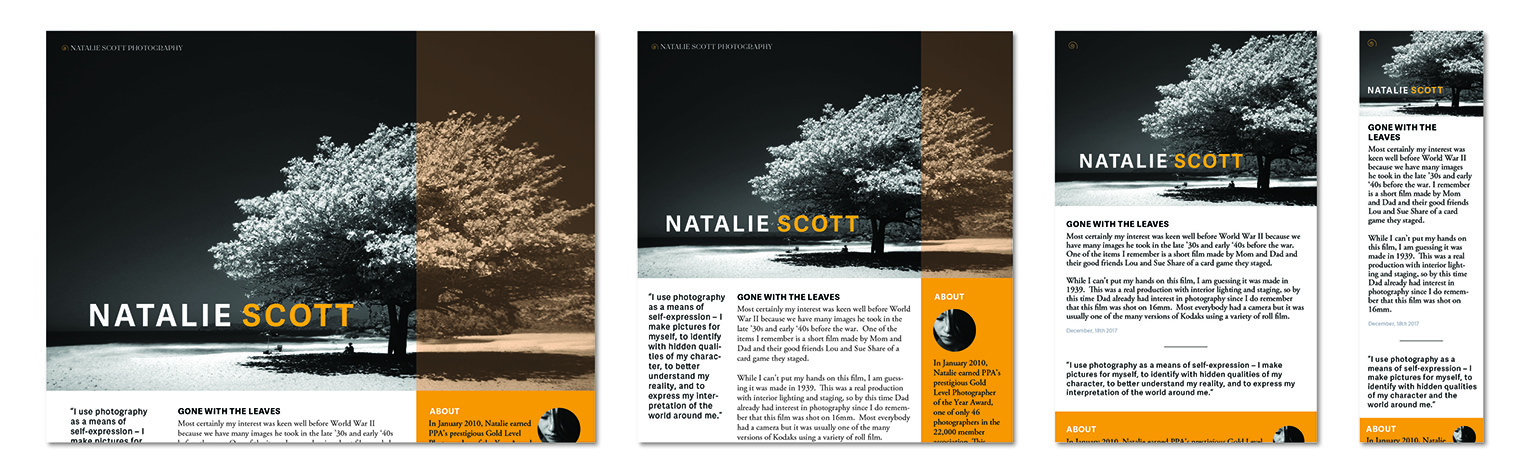 NATALIE SCOTT PHOTOGRAPHY
NATALIE SCOTT
"I use photography
as a means of
self-expression – I
make pictures for
GONE WITH THE LEAVES
Most certainly my interest was keen well before World War II
because we have many images he took in the late '30s and early '40s
ABOUT
In January 2010, Natalie earned
NATALIE SCOTT PHOTOGRAPHY
NATALIE SCOTT
"I use photography
as a means of
self-expression – I
make pictures for
myself, to identify
with hidden quali-
ties of my charac-
ter, to better
understand my
reality, and to
express my inter-
pretation of the
world around me."
GONE WITH THE LEAVES
Most certainly my interest was keen well before World
War II because we have many images he took in the
late '30s and early '40s before the war. One of the
items I remember is a short film made by Mom and
Dad and their good friends Lou and Sue Share of a
card game they staged.
While I can't put my hands on this film, I am guess-
ing it was made in 1939. This was a real production
with interior lighting and staging, so by this time Dad
already had interest in photography since I do remem-
ber that this film was shot on 16mm. Most everybody
had a camera but it was usually one of the many
versions of Kodaks using a variety of roll film.
ABOUT
In January 2010,
Natalie earned PPA's
prestigious Gold
Level Photographer
of the Year Award,
one of only 46
photographers in the
22,000 member
association. This
NATALIE SCOTT
GONE WITH THE LEAVES
Most certainly my interest was keen well before World War II because we
have many images he took in the late '30s and early '40s before the war.
One of the items I remember is a short film made by Mom and Dad and
their good friends Lou and Sue Share of a card game they staged.
While I can't put my hands on this film, I am guessing it was made in
1939. This was a real production with interior lighting and staging, so by
this time Dad already had interest in photography since I do remember
that this film was shot on 16mm. Most everybody had a camera but it was
usually one of the many versions of Kodaks using a variety of roll film.
December, 18th 2017
"I use photography as a means of self-expression – I make
pictures for myself, to identify with hidden qualities of my
character, to better understand my reality, and to express my
interpretation of the world around me."
ABOUT
In January 2010, Natalie earned PPA's prestigious Gold Level
NATALIE SCOTT
GONE WITH THE
LEAVES
Most certainly my interest was
keen well before World War II
because we have many images
he took in the late '30s and early
'40s before the war. I remember
is a short film made by Mom
and Dad and their good friends
Lou and Sue Share of a card
game they staged.
While I can't put my hands on
this film, I am guessing it was
made in 1939. This was a real
production with interior light-
ing and staging, so by this time
Dad already had interest in
photography since I do remem-
ber that this film was shot on
16mm.
December, 18th 2017
"I use photography as a
means of self-expression – I
make pictures for myself, to
identify with hidden qualities
of my character and the
world around me."
ABOUT
In January 2010, Natalie